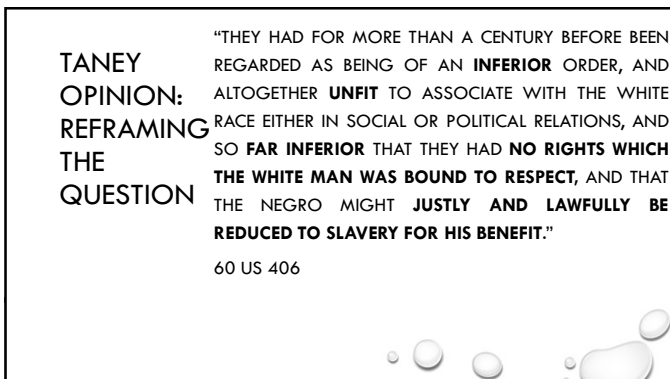 TANEY
OPINION:
REFRAMING
THE
QUESTION
“THEY HAD FOR MORE THAN A CENTURY BEFORE BEEN
REGARDED AS BEING OF AN INFERIOR ORDER, AND
ALTOGETHER UNFIT TO ASSOCIATE WITH THE WHITE
RACE EITHER IN SOCIAL OR POLITICAL RELATIONS, AND
SO FAR INFERIOR THAT THEY HAD NO RIGHTS WHICH
THE WHITE MAN WAS BOUND TO RESPECT, AND THAT
THE NEGRO MIGHT JUSTLY AND LAWFULLY BE
REDUCED TO SLAVERY FOR HIS BENEFIT.”
60 US 406